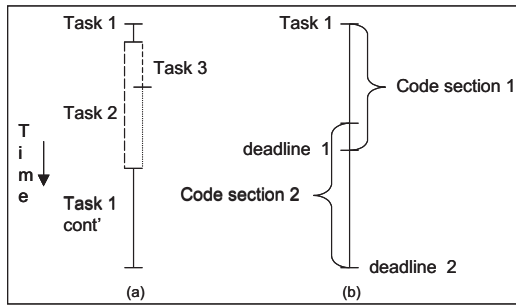 Task 1
Task 3
Task 2
Time
Task 1
cont'
(a)
Task 1
Code section 1
deadline 1
Code section 2
deadline 2
(b)